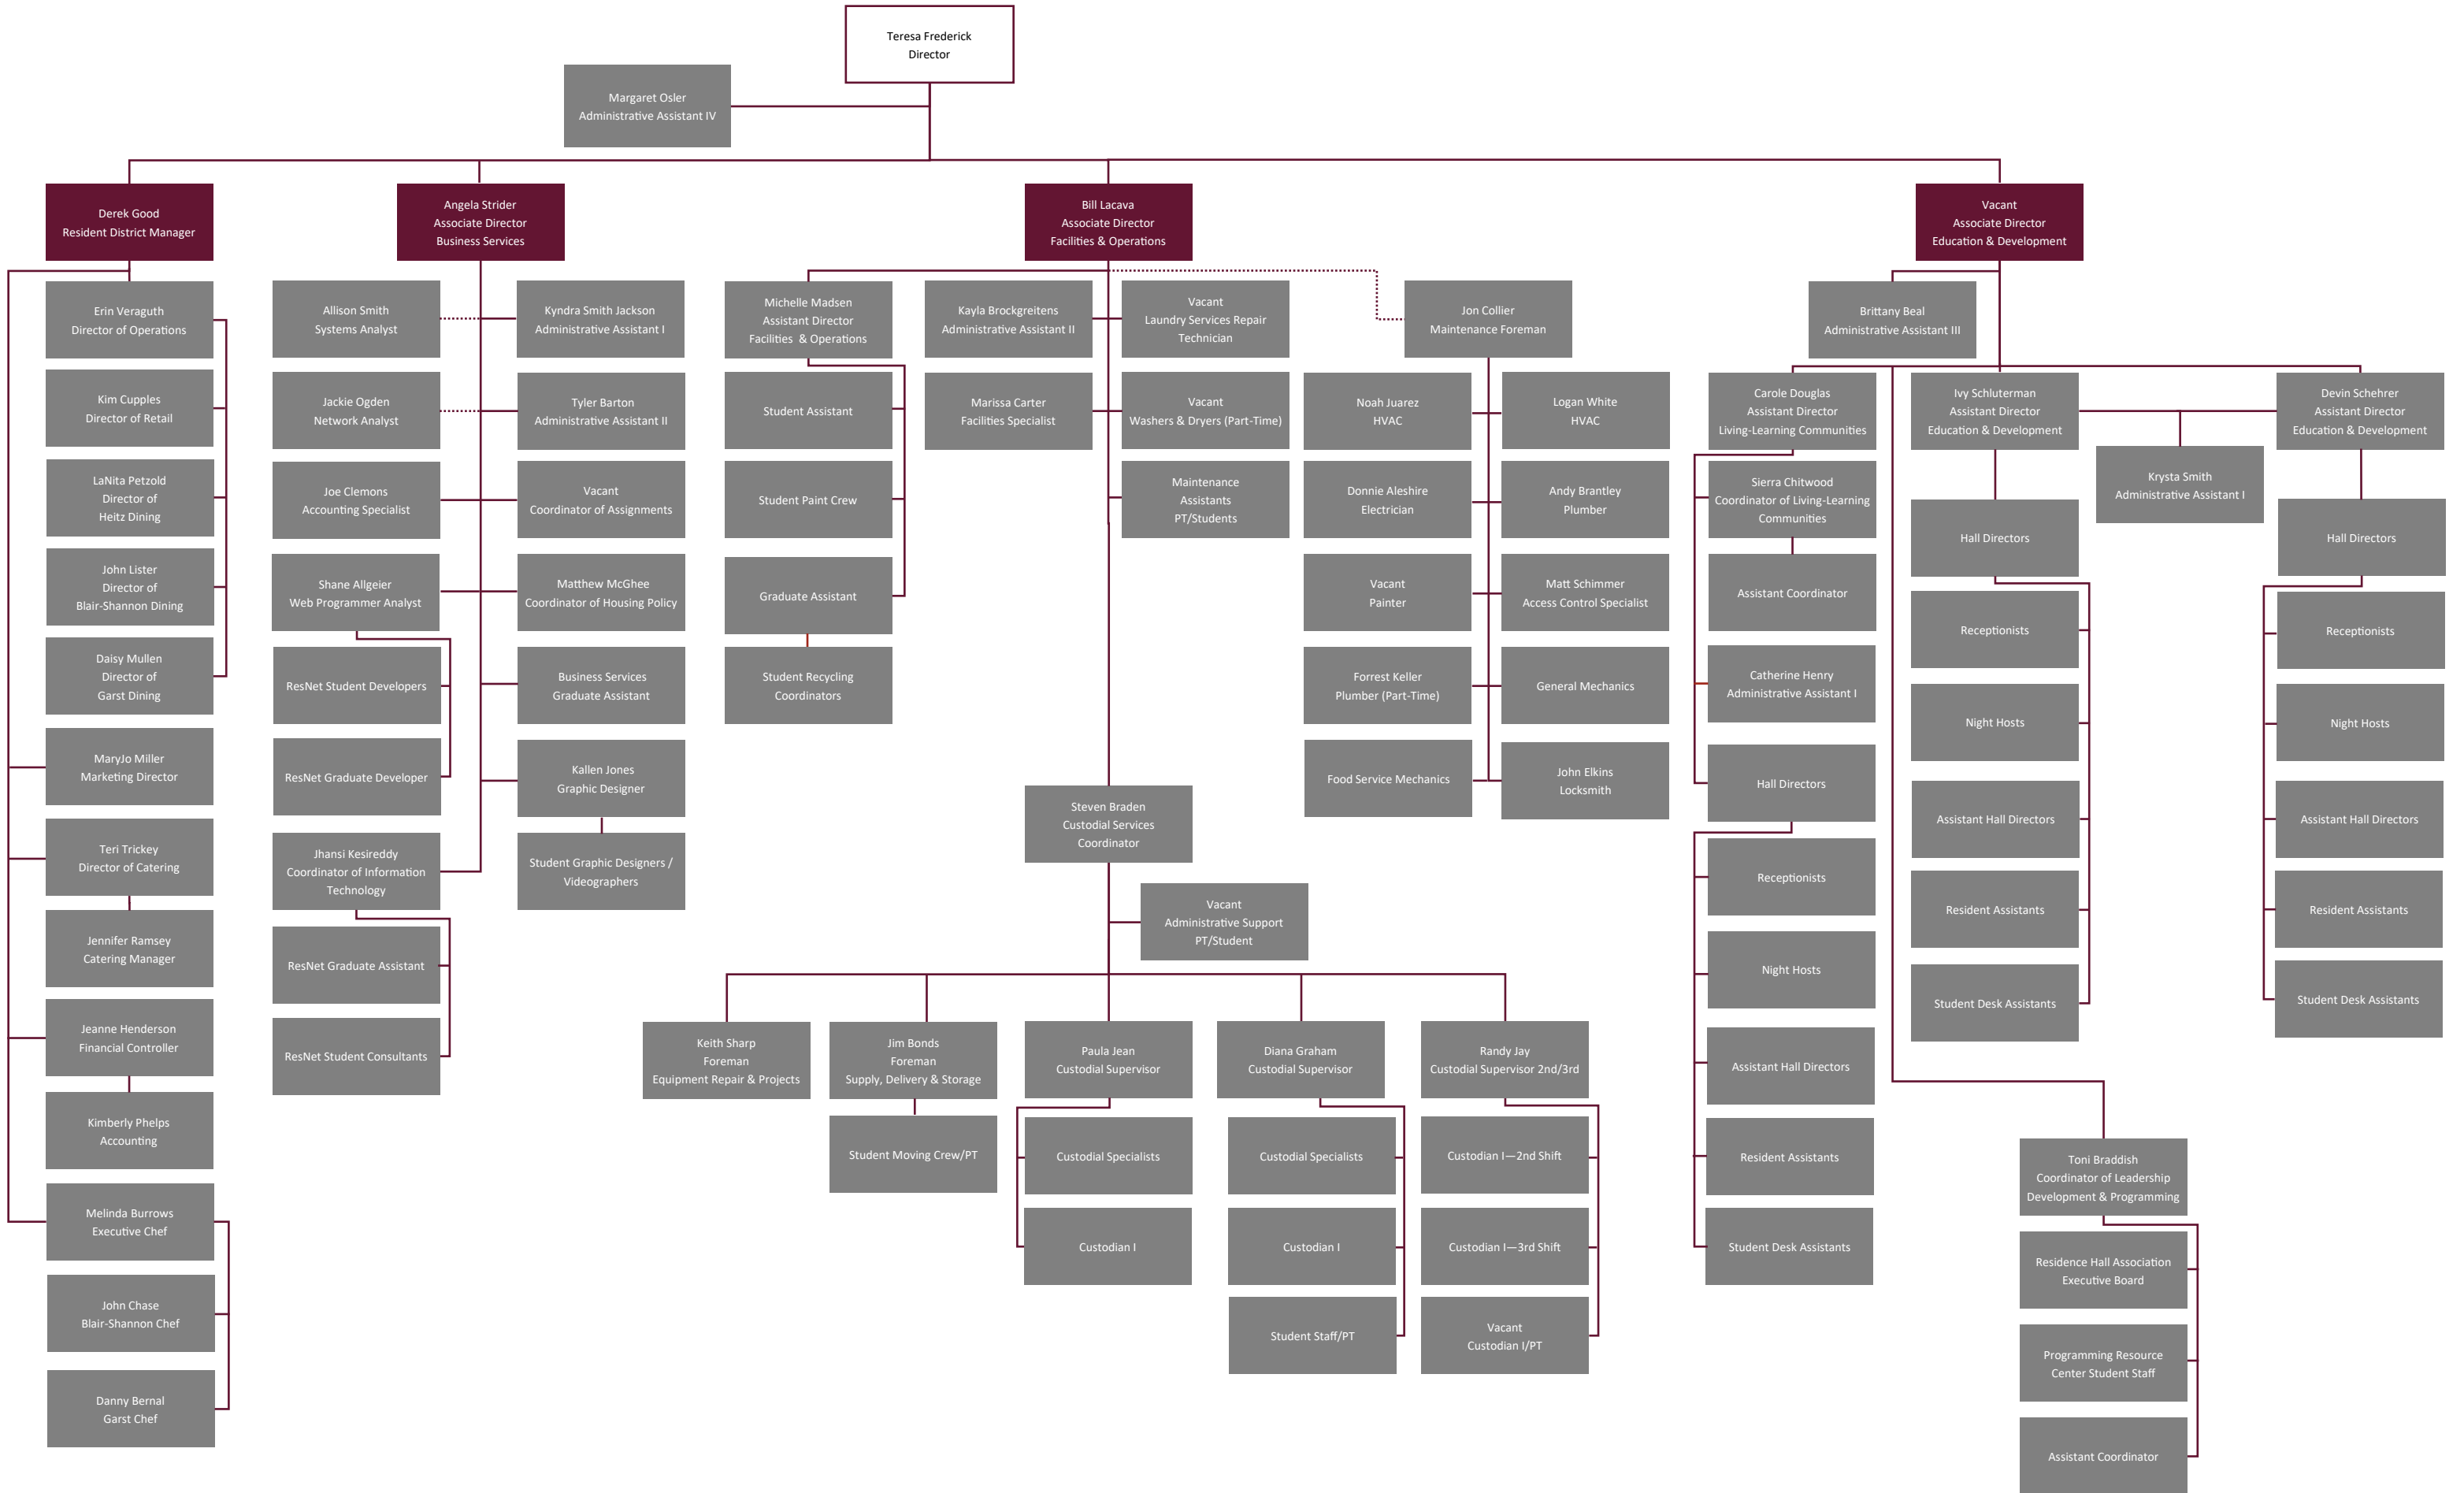 Teresa Frederick
Director
Margaret Osler
Administrative Assistant IV
Derek Good
Resident District Manager
Angela Strider
Associate Director
Business Services
Bill Lacava
Associate Director
Facilities & Operations
Vacant
Associate Director
Education & Development
Erin Veraguth
Director of Operations
Kim Cupples
Director of Retail
LaNita Petzold
Director of
Heitz Dining
John Lister
Director of
Blair-Shannon Dining
Daisy Mullen
Director of
Garst Dining
MaryJo Miller
Marketing Director
Teri Trickey
Director of Catering
Jennifer Ramsey
Catering Manager
Jeanne Henderson
Financial Controller
Kimberly Phelps
Accounting
Melinda Burrows
Executive Chef
John Chase
Blair-Shannon Chef
Danny Bernal
Garst Chef
Allison Smith
Systems Analyst
Jackie Ogden
Network Analyst
Joe Clemons
Accounting Specialist
Shane Allgeier
Web Programmer Analyst
ResNet Student Developers
ResNet Graduate Developer
Jhansi Kesireddy
Coordinator of Information
Technology
ResNet Graduate Assistant
ResNet Student Consultants
Kyndra Smith Jackson
Administrative Assistant I
Tyler Barton
Administrative Assistant II
Vacant
Coordinator of Assignments
Matthew McGhee
Coordinator of Housing Policy
Business Services
Graduate Assistant
Kallen Jones
Graphic Designer
Student Graphic Designers /
Videographers
Michelle Madsen
Assistant Director
Facilities  & Operations
Student Assistant
Student Paint Crew
Graduate Assistant
Student Recycling
Coordinators
Kayla Brockgreitens
Administrative Assistant II
Marissa Carter
Facilities Specialist
Vacant
Laundry Services Repair
Technician
Vacant
Washers & Dryers (Part-Time)
Maintenance
Assistants
PT/Students
Jon Collier
Maintenance Foreman
Noah Juarez
HVAC
Logan White
HVAC
Donnie Aleshire
Electrician
Andy Brantley
Plumber
Vacant
Painter
Matt Schimmer
Access Control Specialist
Forrest Keller
Plumber (Part-Time)
General Mechanics
Food Service Mechanics
John Elkins
Locksmith
Steven Braden
Custodial Services
Coordinator
Vacant
Administrative Support
PT/Student
Keith Sharp
Foreman
Equipment Repair & Projects
Jim Bonds
Foreman
Supply, Delivery & Storage
Student Moving Crew/PT
Paula Jean
Custodial Supervisor
Custodial Specialists
Custodian I
Diana Graham
Custodial Supervisor
Custodial Specialists
Custodian I
Student Staff/PT
Randy Jay
Custodial Supervisor 2nd/3rd
Custodian I—2nd Shift
Custodian I—3rd Shift
Vacant
Custodian I/PT
Brittany Beal
Administrative Assistant III
Carole Douglas
Assistant Director
Living-Learning Communities
Sierra Chitwood
Coordinator of Living-Learning
Communities
Assistant Coordinator
Catherine Henry
Administrative Assistant I
Hall Directors
Receptionists
Night Hosts
Assistant Hall Directors
Resident Assistants
Student Desk Assistants
Ivy Schluterman
Assistant Director
Education & Development
Hall Directors
Receptionists
Night Hosts
Assistant Hall Directors
Resident Assistants
Student Desk Assistants
Krysta Smith
Administrative Assistant I
Devin Schehrer
Assistant Director
Education & Development
Hall Directors
Receptionists
Night Hosts
Assistant Hall Directors
Resident Assistants
Student Desk Assistants
Toni Braddish
Coordinator of Leadership
Development & Programming
Residence Hall Association
Executive Board
Programming Resource
Center Student Staff
Assistant Coordinator